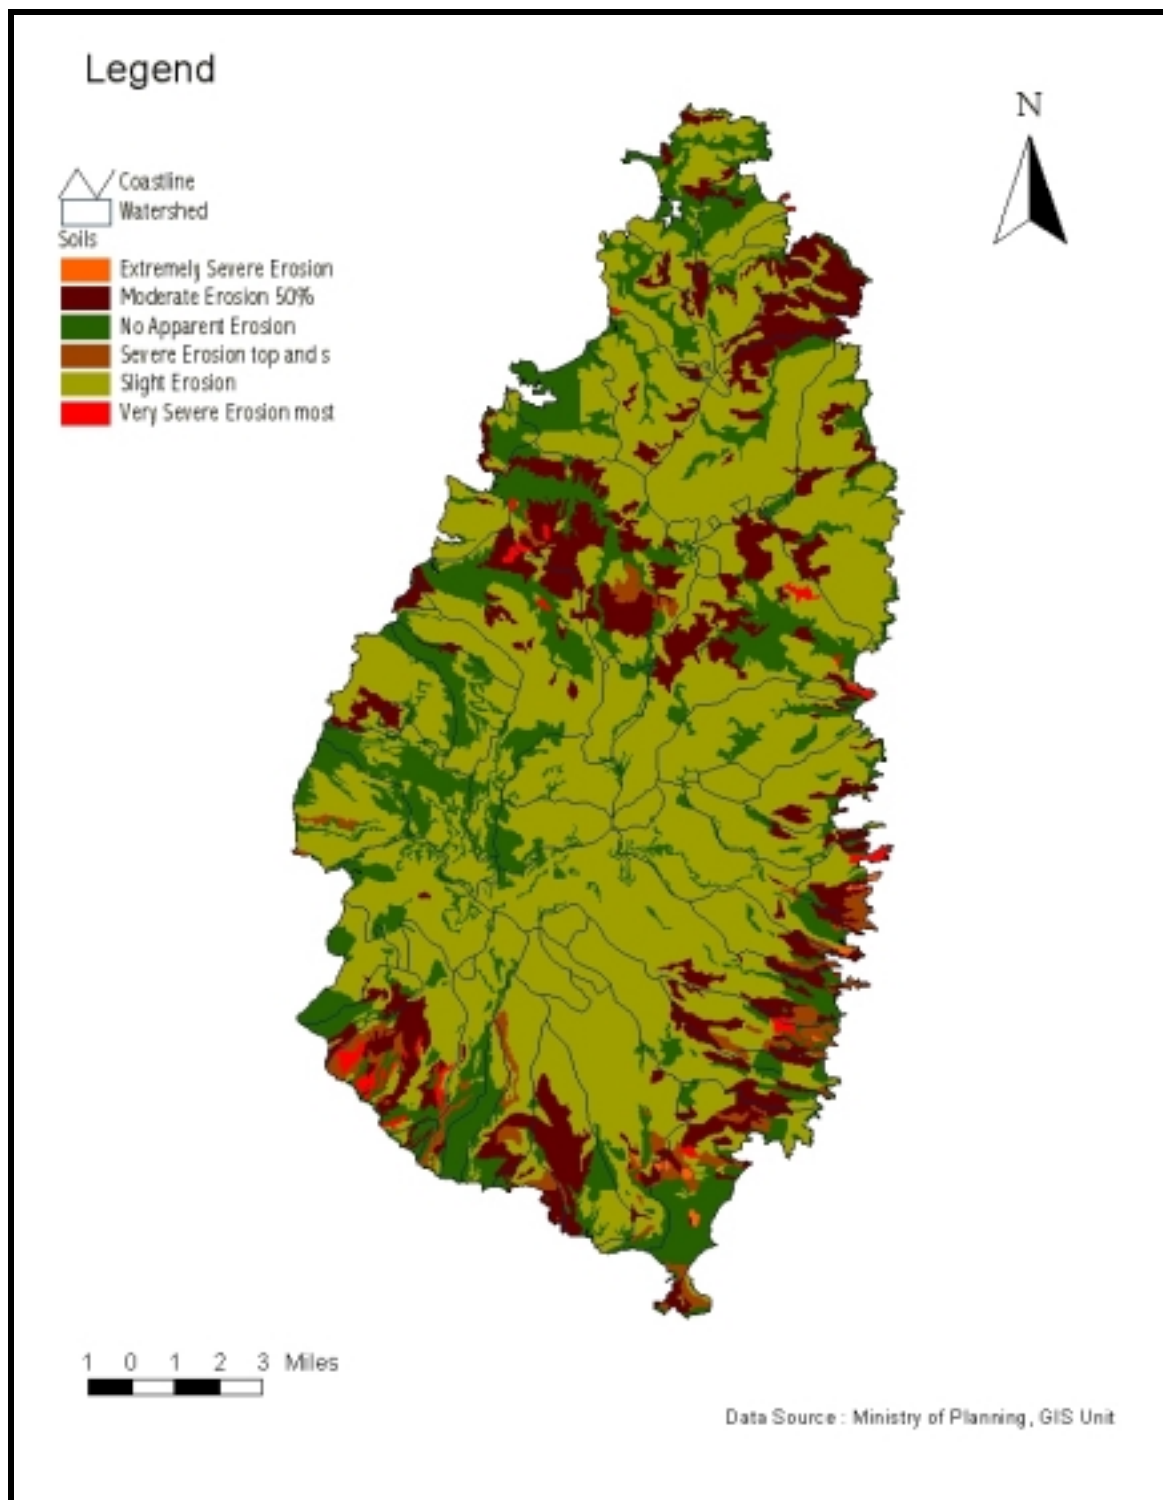 Legend
N
Coastline
Watershed
Soils
Extremely Severe Erosion
Moderate Erosion 50%
No Apparent Erosion
Severe Erosion top and s
Slight Erosion
Very Severe Erosion most
1 0 1 2 3 Miles
Data Source : Ministry of Planning, GIS Unit